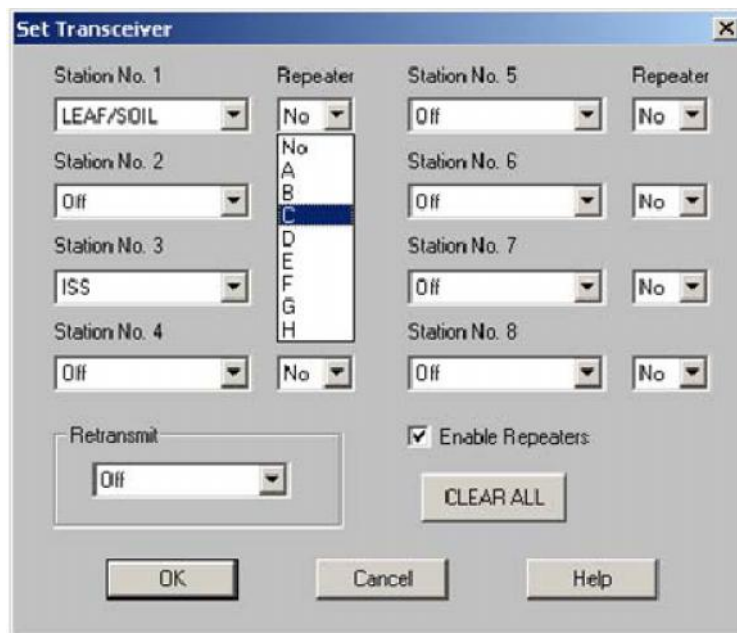 Set Transceiver
Station No. 1
Repeater
LEAF/SOIL
No
No
A
B
C
D
E
F
G
H
Station No. 2
Off
Station No. 3
ISS
Station No. 4
Off
No
Station No. 5
Repeater
Off
No
Station No. 6
Off
No
Station No. 7
Off
No
Station No. 8
Off
No
Retransmit
Off
Enable Repeaters
CLEAR ALL
OK
Cancel
Help